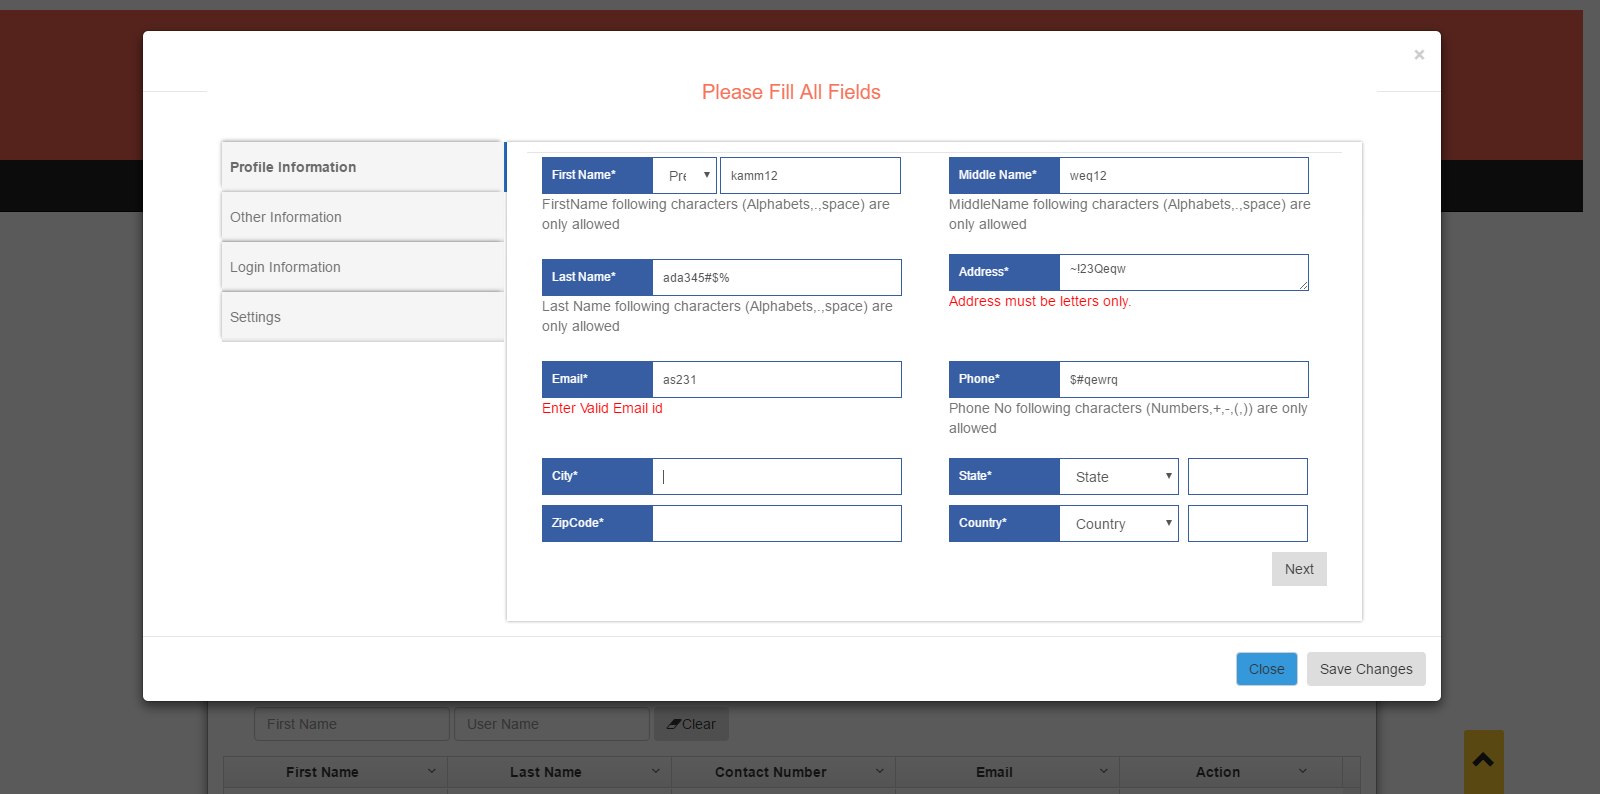 ×
Please Fill All Fields
Profile Information
Other Information
Login Information
Settings
First Name*
Pre
kamm12
FirstName following characters (Alphabets,.,space) are
only allowed
Middle Name*
weq12
MiddleName following characters (Alphabets,.,space) are
only allowed
Last Name*
ada345#$%
Last Name following characters (Alphabets,.,space) are
only allowed
Address*
~!23Qeqw
Address must be letters only.
Email*
as231
Enter Valid Email id
Phone*
$#qewrq
Phone No following characters (Numbers,+,-,(,)) are only
allowed
City*
State*
State
ZipCode*
Country*
Country
Next
Close
Save Changes
First Name
User Name
Clear
First Name
Last Name
Contact Number
Email
Action